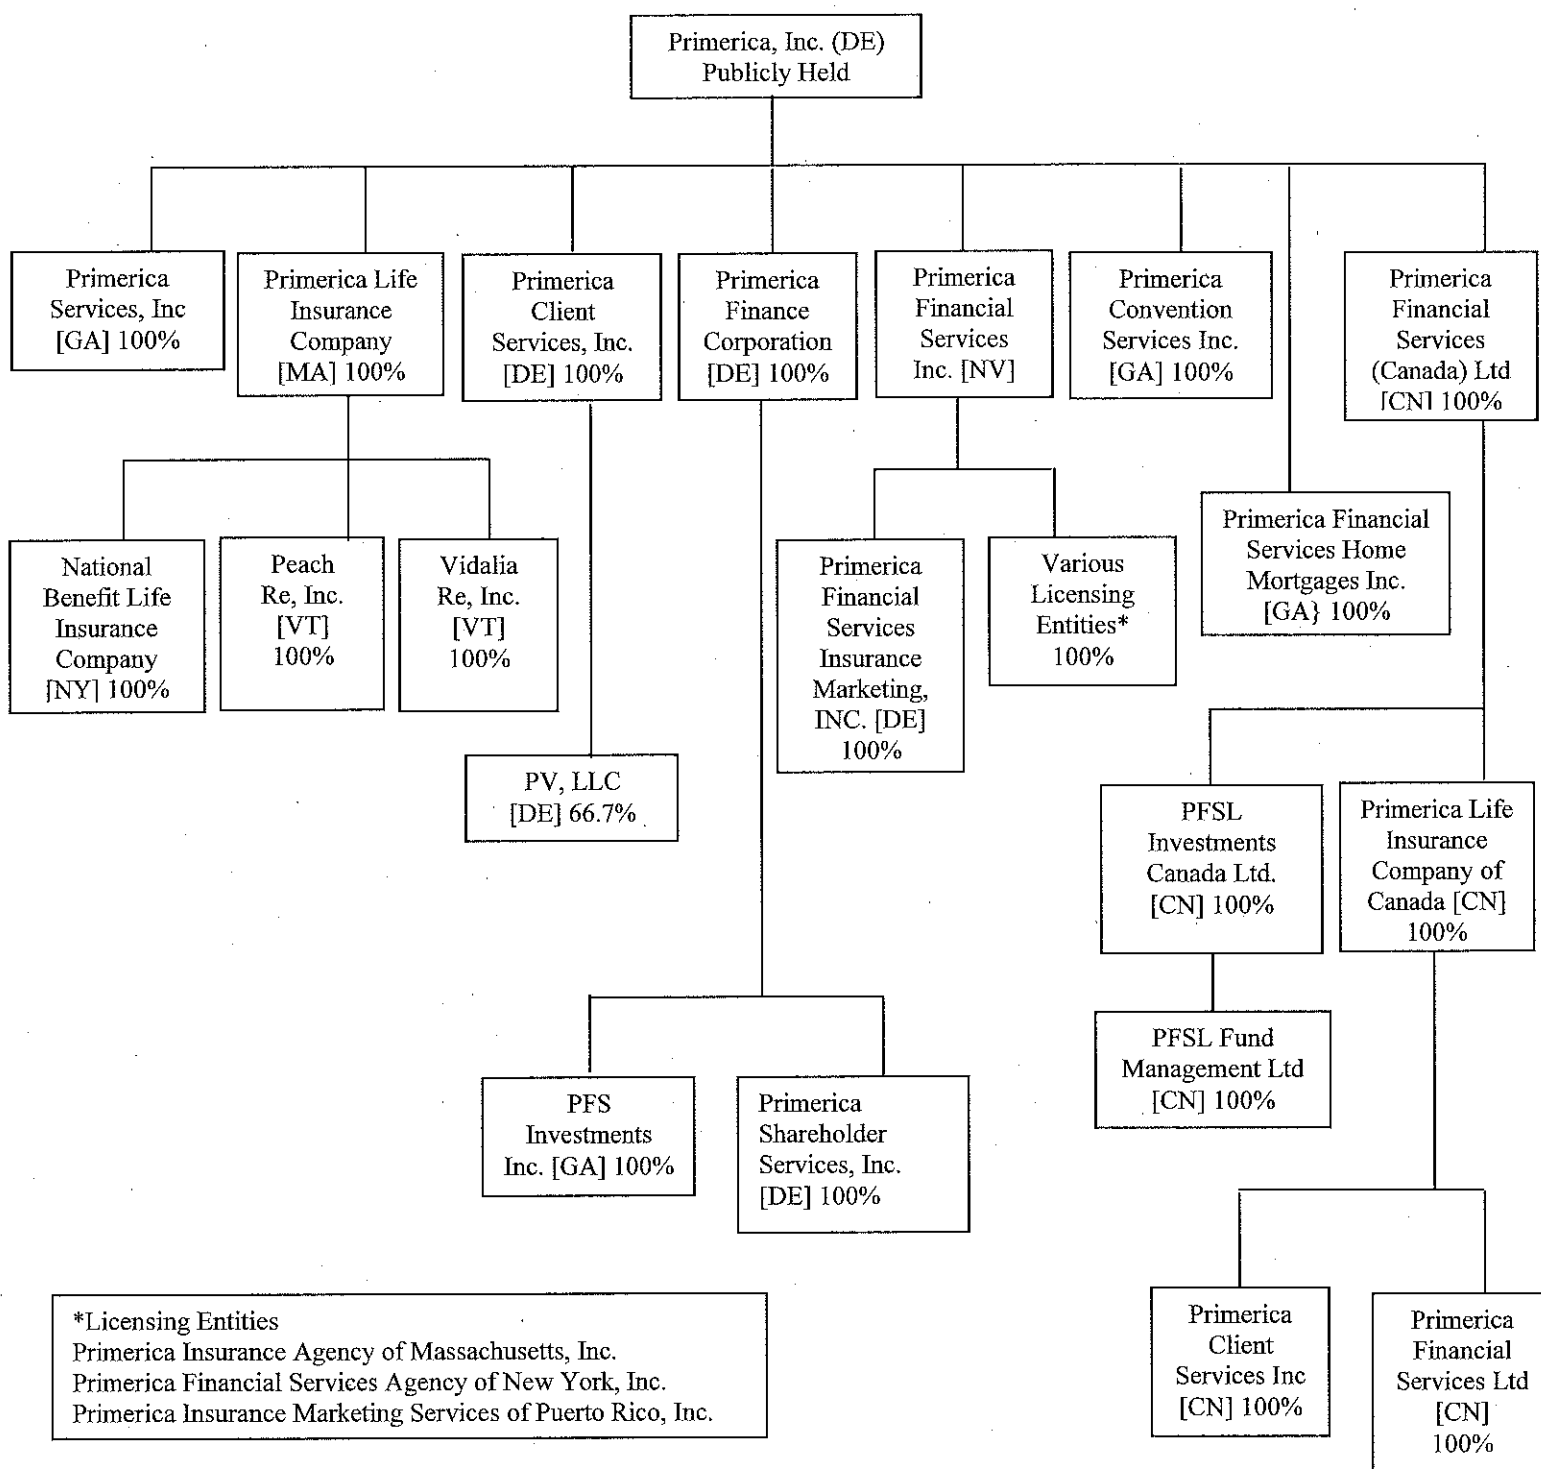 Primerica, Inc. (DE)
Publicly Held
Primerica
Services, Inc
[GA] 100%
Primerica Life
Insurance
Company
[MA] 100%
Primerica
Client
Services, Inc.
[DE] 100%
Primerica
Finance
Corporation
[DE] 100%
Primerica
Financial
Services
Inc. [NV]
Primerica
Convention
Services Inc.
[GA] 100%
Primerica
Financial
Services
(Canada) Ltd
[CN] 100%
National
Benefit Life
Insurance
Company
[NY] 100%
Peach
Re, Inc.
[VT]
100%
Vidalia
Re, Inc.
[VT]
100%
Primerica
Financial
Services
Insurance
Marketing,
INC. [DE]
100%
Various
Licensing
Entities*
100%
Primerica Financial
Services Home
Mortgages Inc.
[GA} 100%
PV, LLC
[DE] 66.7%
PFSL
Investments
Canada Ltd.
[CN] 100%
Primerica Life
Insurance
Company of
Canada [CN]
100%
PFSL Fund
Management Ltd
[CN] 100%
PFS
Investments
Inc. [GA] 100%
Primerica
Shareholder
Services, Inc.
[DE] 100%
Primerica
Client
Services Inc
[CN] 100%
Primerica
Financial
Services Ltd
[CN]
100%
*Licensing Entities
Primerica Insurance Agency of Massachusetts, Inc.
Primerica Financial Services Agency of New York, Inc.
Primerica Insurance Marketing Services of Puerto Rico, Inc.